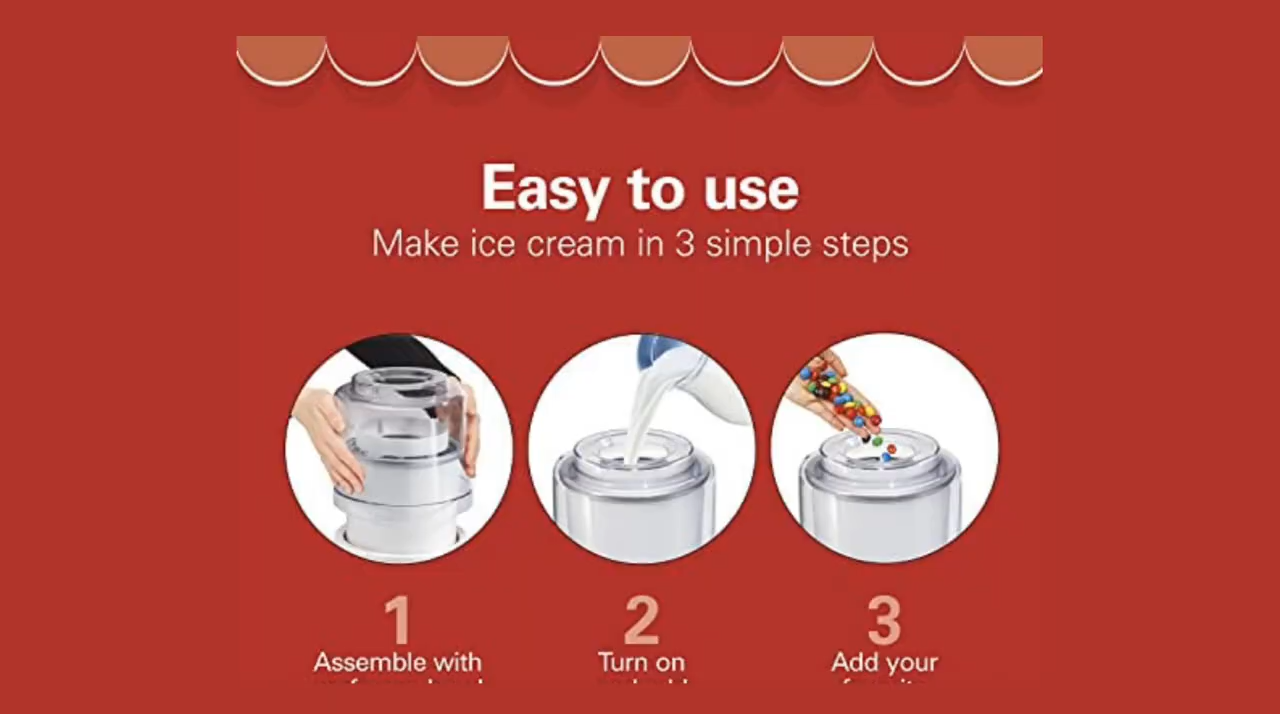 Easy to use
Make ice cream in 3 simple steps
1
2
3
Assemble with
Turn on
Add your